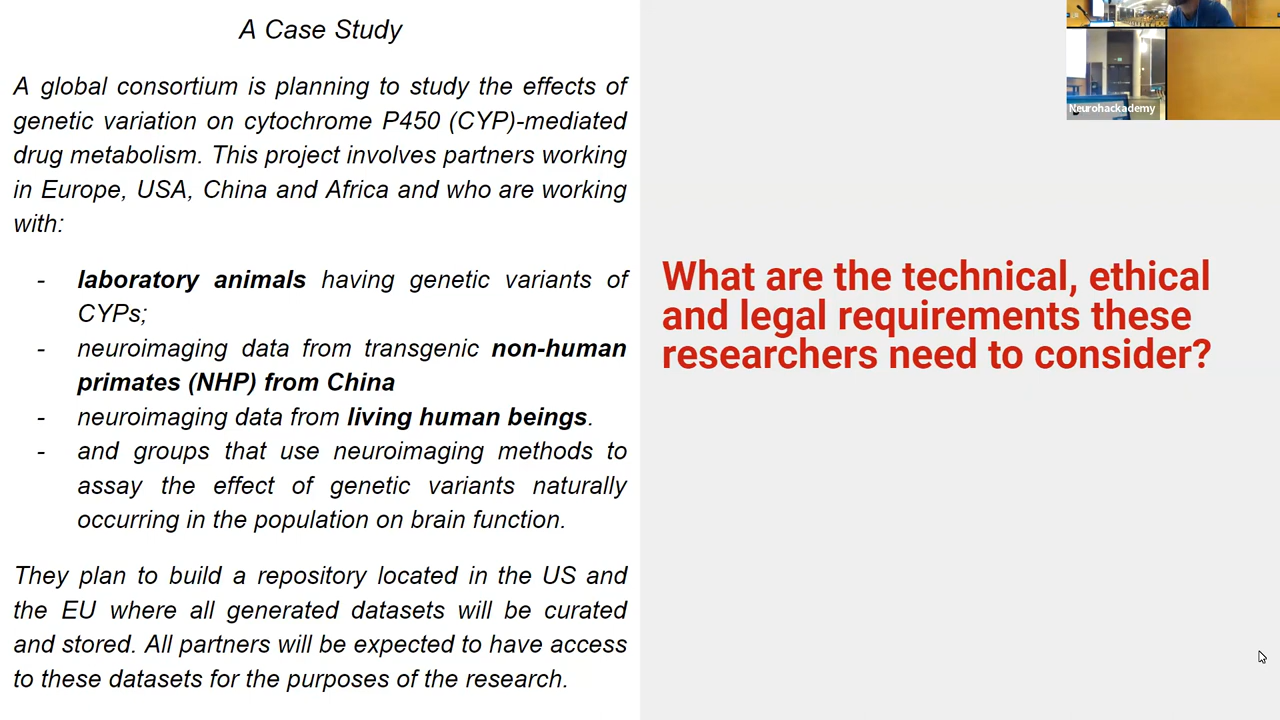 A Case Study
A global consortium is planning to study the effects of
genetic variation on cytochrome P450 (CYP)-mediated
drug metabolism. This project involves partners working
in Europe, USA, China and Africa and who are working
with:
- laboratory animals having genetic variants of
CYPs;
- neuroimaging data from transgenic non-human
primates (NHP) from China
- neuroimaging data from living human beings.
- and groups that use neuroimaging methods to
assay the effect of genetic variants naturally
occurring in the population on brain function.
They plan to build a repository located in the US and
the EU where all generated datasets will be curated
and stored. All partners will be expected to have access
to these datasets for the purposes of the research.
What are the technical, ethical
and legal requirements these
researchers need to consider?
Neurohackademy